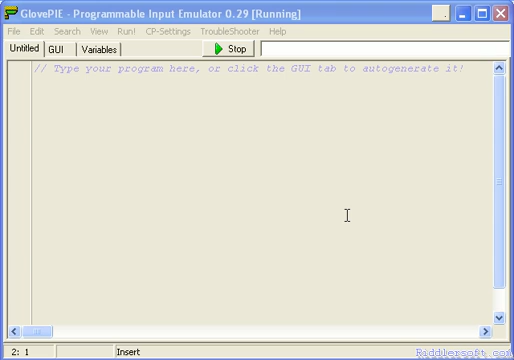 GlovePIE - Programmable Input Emulator 0.29 [Running]
File Edit Search View Run! CP-Settings TroubleShooter Help
Untitled GUI Variables Stop
// Type your program here, or click the GUI tab to autogenerate it!
2: 1 Insert
Riddlersoft.com